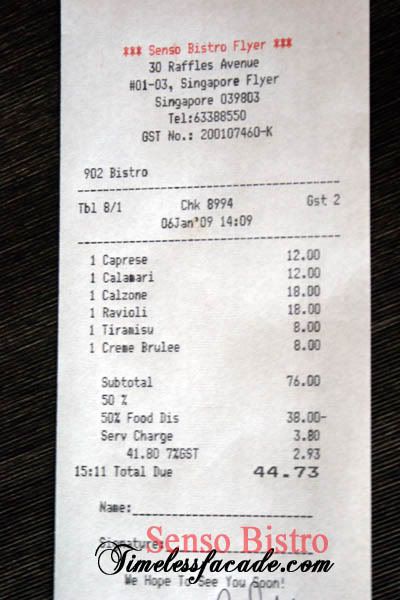 *** Senso Bistro Flyer ***
30 Raffles Avenue
#01-03, Singapore Flyer
Singapore 039803
Tel:63388550
GST No.: 200107460-K
902 Bistro
Tbl 8/1 Chk 8994 Gst 2
06Jan'09 14:09
1 Caprese 12.00
1 Calamari 12.00
1 Calzone 18.00
1 Ravioli 18.00
1 Tiramisu 8.00
1 Creme Brulee 8.00
Subtotal 76.00
50 %
50% Food Dis 38.00-
Serv Charge 3.80
41.80 7%GST 2.93
15:11 Total Due 44.73
Name:
Signature:
Senso Bistro
Timelessfacade.com
We Hope To See You Soon!